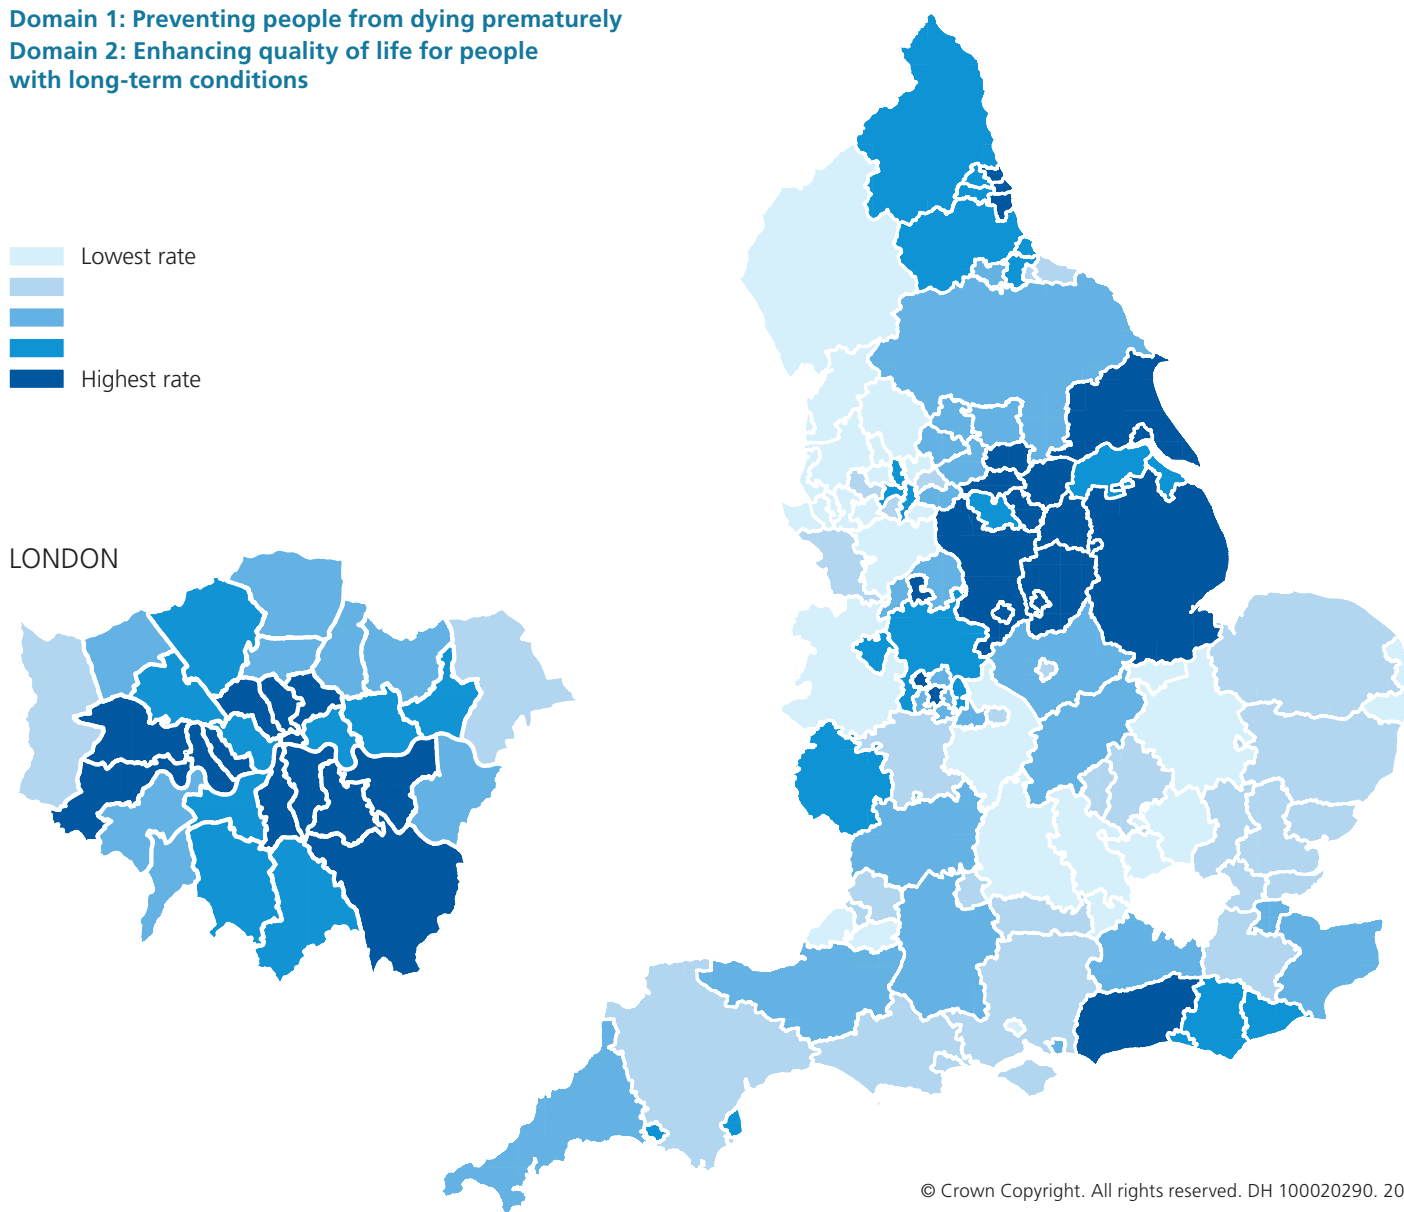 Domain 1: Preventing people from dying prematurely
Domain 2: Enhancing quality of life for people
with long-term conditions
Lowest rate
Highest rate
LONDON
© Crown Copyright. All rights reserved. DH 100020290. 20